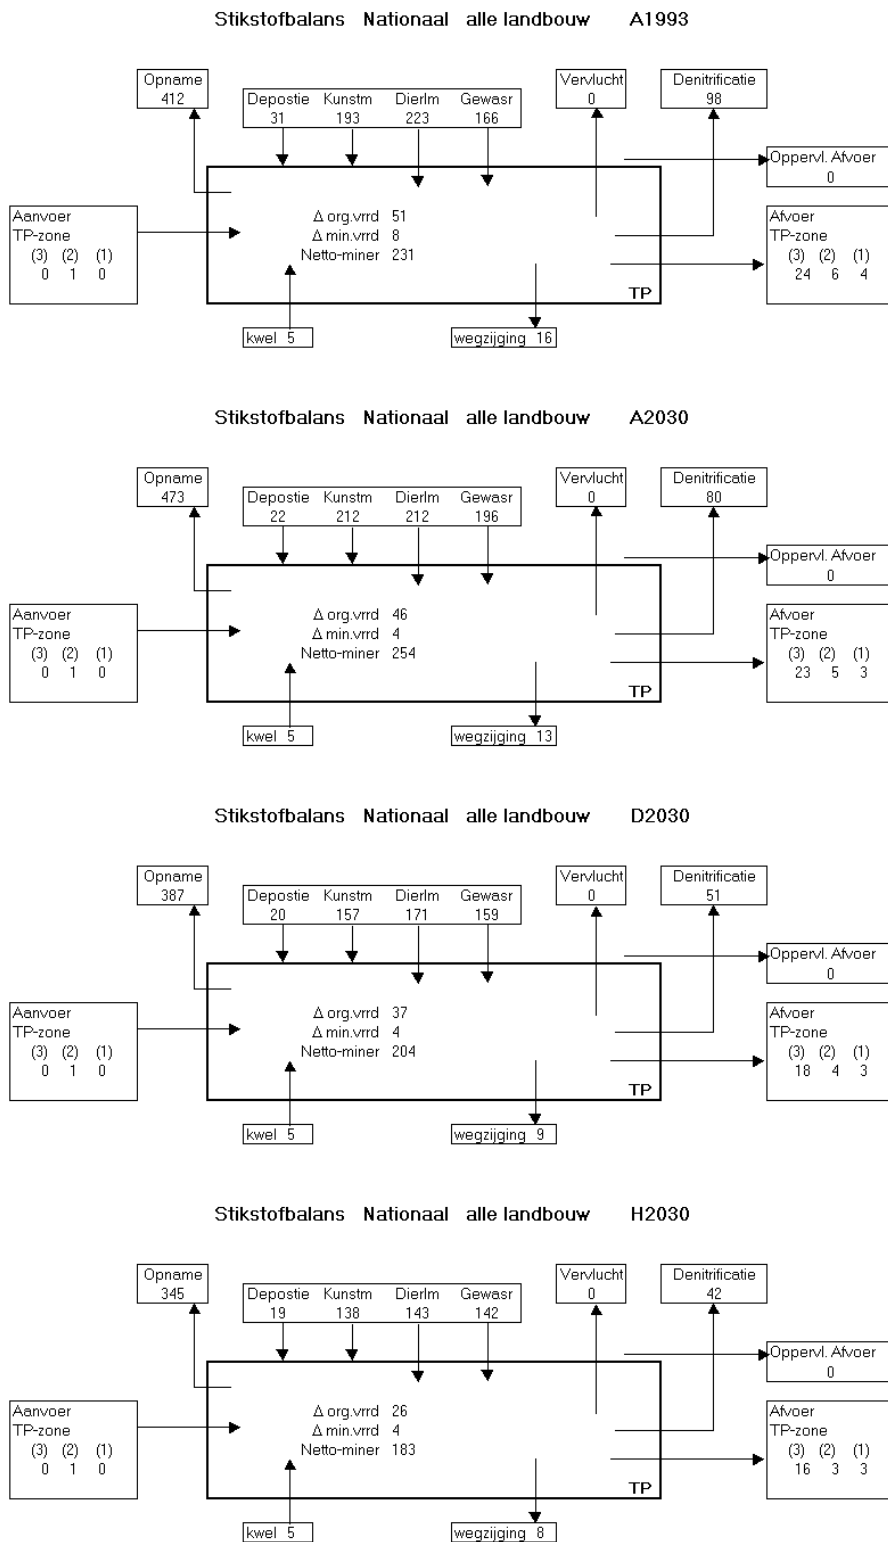 Stikstofbalans Nationaal alle landbouw A1993
Opname
412
Depostie Kunstm Dierlm Gewasr
31 193 223 166
Vervlucht
0
Denitrificatie
98
Oppervl. Afvoer
0
Aanvoer
TP-zone
(3) (2) (1)
0 1 0
Δ org.vrrd 51
Δ min.vrrd 8
Netto-miner 231
Afvoer
TP-zone
(3) (2) (1)
24 6 4
TP
kwel 5
wegzijging 16
Stikstofbalans Nationaal alle landbouw A2030
Opname
473
Depostie Kunstm Dierlm Gewasr
22 212 212 196
Vervlucht
0
Denitrificatie
80
Oppervl. Afvoer
0
Aanvoer
TP-zone
(3) (2) (1)
0 1 0
Δ org.vrrd 46
Δ min.vrrd 4
Netto-miner 254
Afvoer
TP-zone
(3) (2) (1)
23 5 3
TP
kwel 5
wegzijging 13
Stikstofbalans Nationaal alle landbouw D2030
Opname
387
Depostie Kunstm Dierlm Gewasr
20 157 171 159
Vervlucht
0
Denitrificatie
51
Oppervl. Afvoer
0
Aanvoer
TP-zone
(3) (2) (1)
0 1 0
Δ org.vrrd 37
Δ min.vrrd 4
Netto-miner 204
Afvoer
TP-zone
(3) (2) (1)
18 4 3
TP
kwel 5
wegzijging 9
Stikstofbalans Nationaal alle landbouw H2030
Opname
345
Depostie Kunstm Dierlm Gewasr
19 138 143 142
Vervlucht
0
Denitrificatie
42
Oppervl. Afvoer
0
Aanvoer
TP-zone
(3) (2) (1)
0 1 0
Δ org.vrrd 26
Δ min.vrrd 4
Netto-miner 183
Afvoer
TP-zone
(3) (2) (1)
16 3 3
TP
kwel 5
wegzijging 8